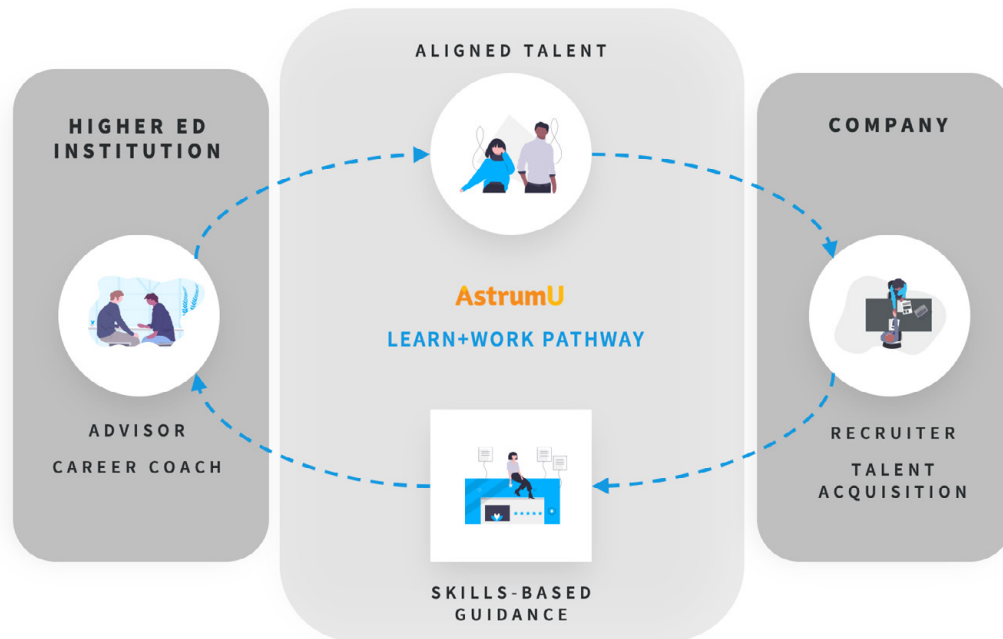 ALIGNED TALENT
HIGHER ED
INSTITUTION
COMPANY
AstrumU
LEARN+WORK PATHWAY
ADVISOR
CAREER COACH
RECRUITER
TALENT
ACQUISITION
SKILLS-BASED
GUIDANCE